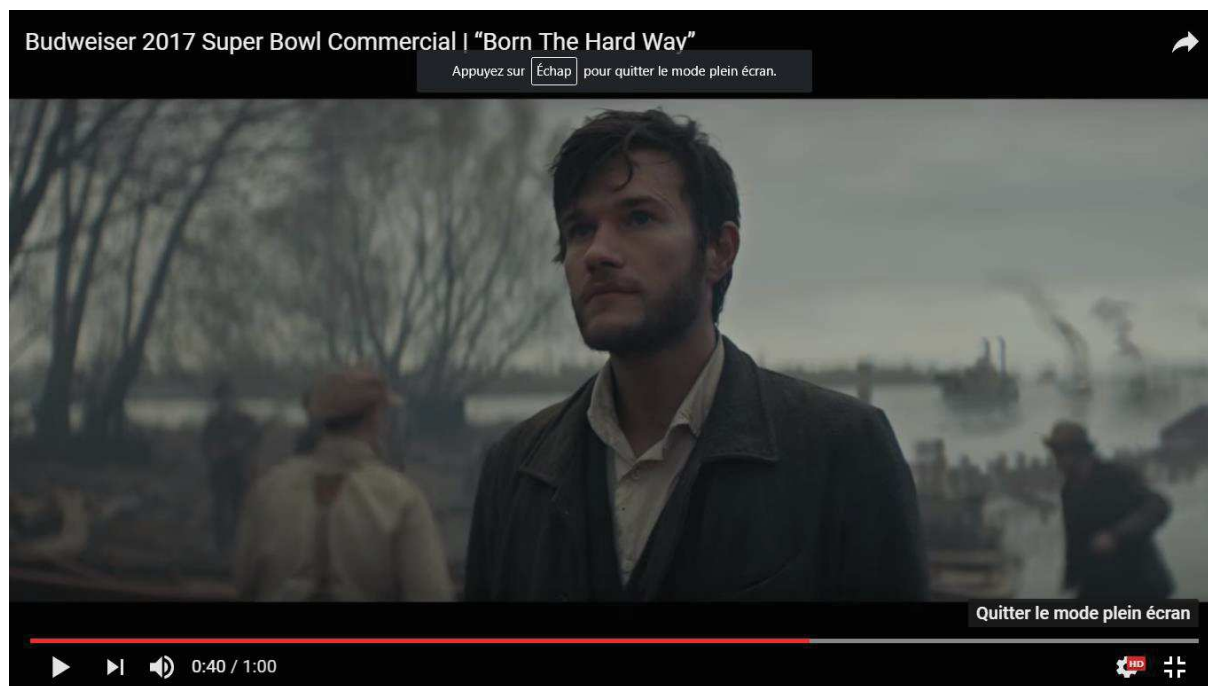 Budweiser 2017 Super Bowl Commercial | “Born The Hard Way”
Appuyez sur Échap pour quitter le mode plein écran.
Quitter le mode plein écran
0:40 / 1:00
HD